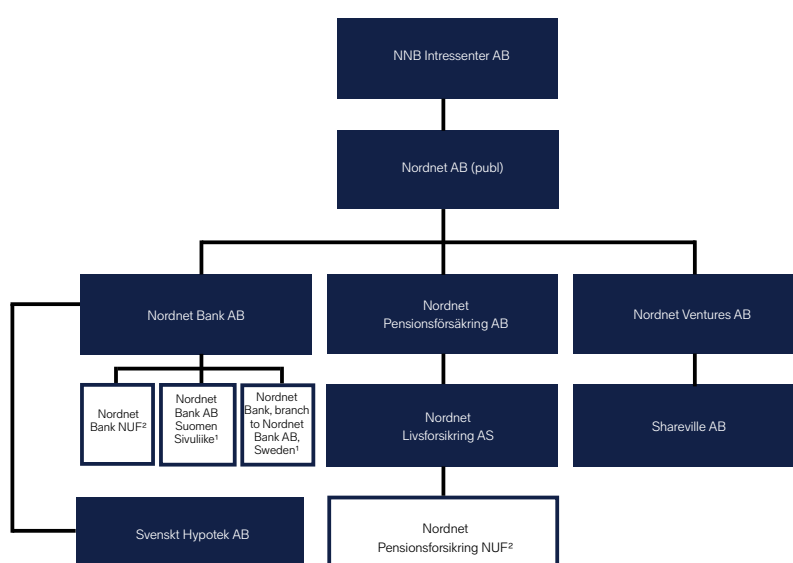 NNB Intressenter AB
Nordnet AB (publ)
Nordnet Bank AB
Nordnet
Pensionsförsäkring AB
Nordnet Ventures AB
Nordnet
Bank NUF²
Nordnet
Bank AB
Suomen
Sivuliike¹
Nordnet
Bank, branch
to Nordnet
Bank AB,
Sweden¹
Nordnet
Livsforsikring AS
Shareville AB
Svenskt Hypotek AB
Nordnet
Pensionsforsikring NUF²